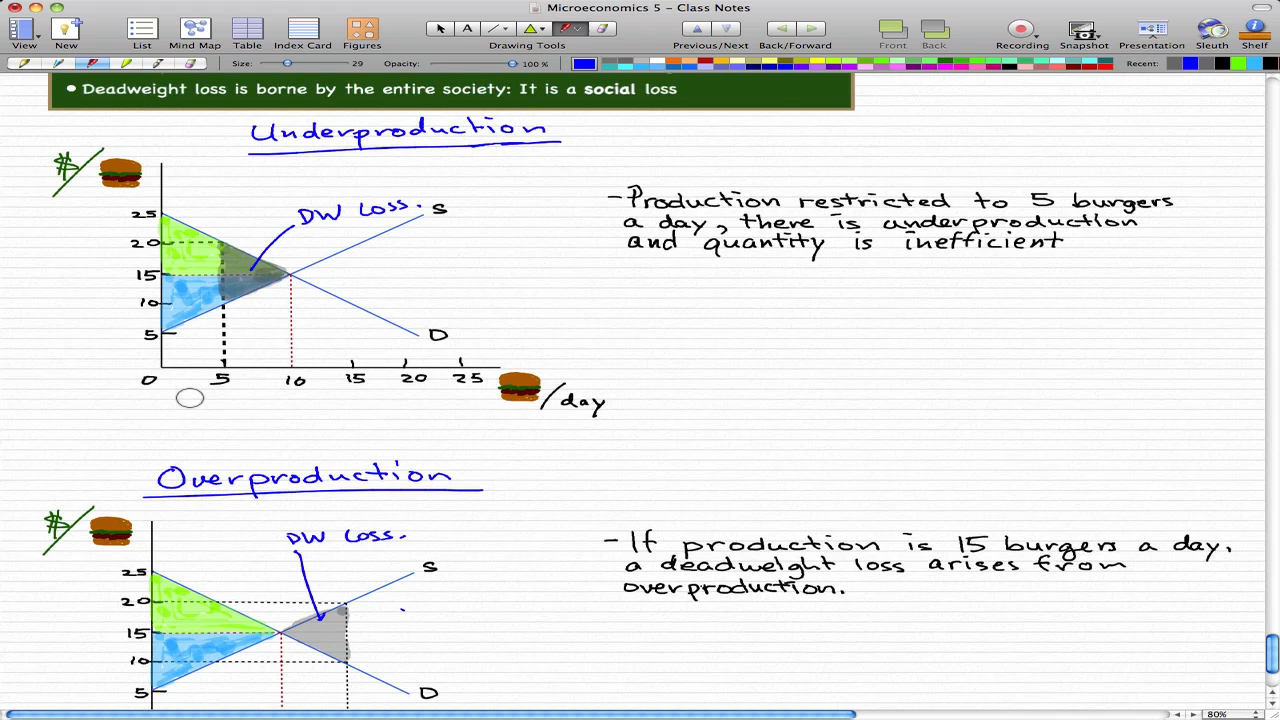 Microeconomics 5 - Class Notes
View New List Mind Map Table Index Card Figures Drawing Tools Previous/Next Back/Forward Front Back Recording Snapshot Presentation Sleuth Shelf
Size: 29 Opacity: 100 % Recent:
• Deadweight loss is borne by the entire society: It is a social loss
Underproduction
$/
25
20
15
10
5
0 5 10 15 20 25
/day
DW Loss.
S
D
- Production restricted to 5 burgers
a day, there is underproduction
and quantity is inefficient
Overproduction
$/
25
20
15
10
5
DW Loss.
S
D
- If production is 15 burgers a day,
a deadweight loss arises from
overproduction.
80%